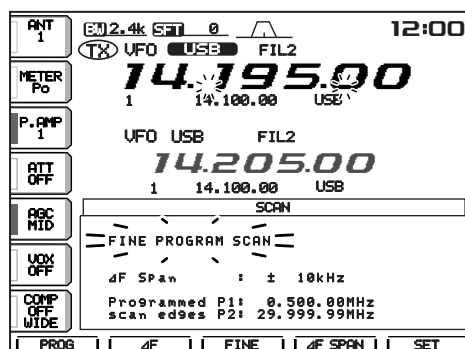 ANT 1
BW 2.4k SFT 0 12:00
TX VFO USB FIL2
METER Po
14.195.00
1 14.100.00 USB
P.AMP 1
VFO USB FIL2
ATT OFF
14.205.00
1 14.100.00 USB
AGC MID
SCAN
FINE PROGRAM SCAN
VOX OFF
⊿F SPan : ± 10kHz
COMP OFF WIDE
Programmed P1: 0.500.00MHz
scan edges P2: 29.999.99MHz
PROG ⊿F FINE ⊿F SPAN SET